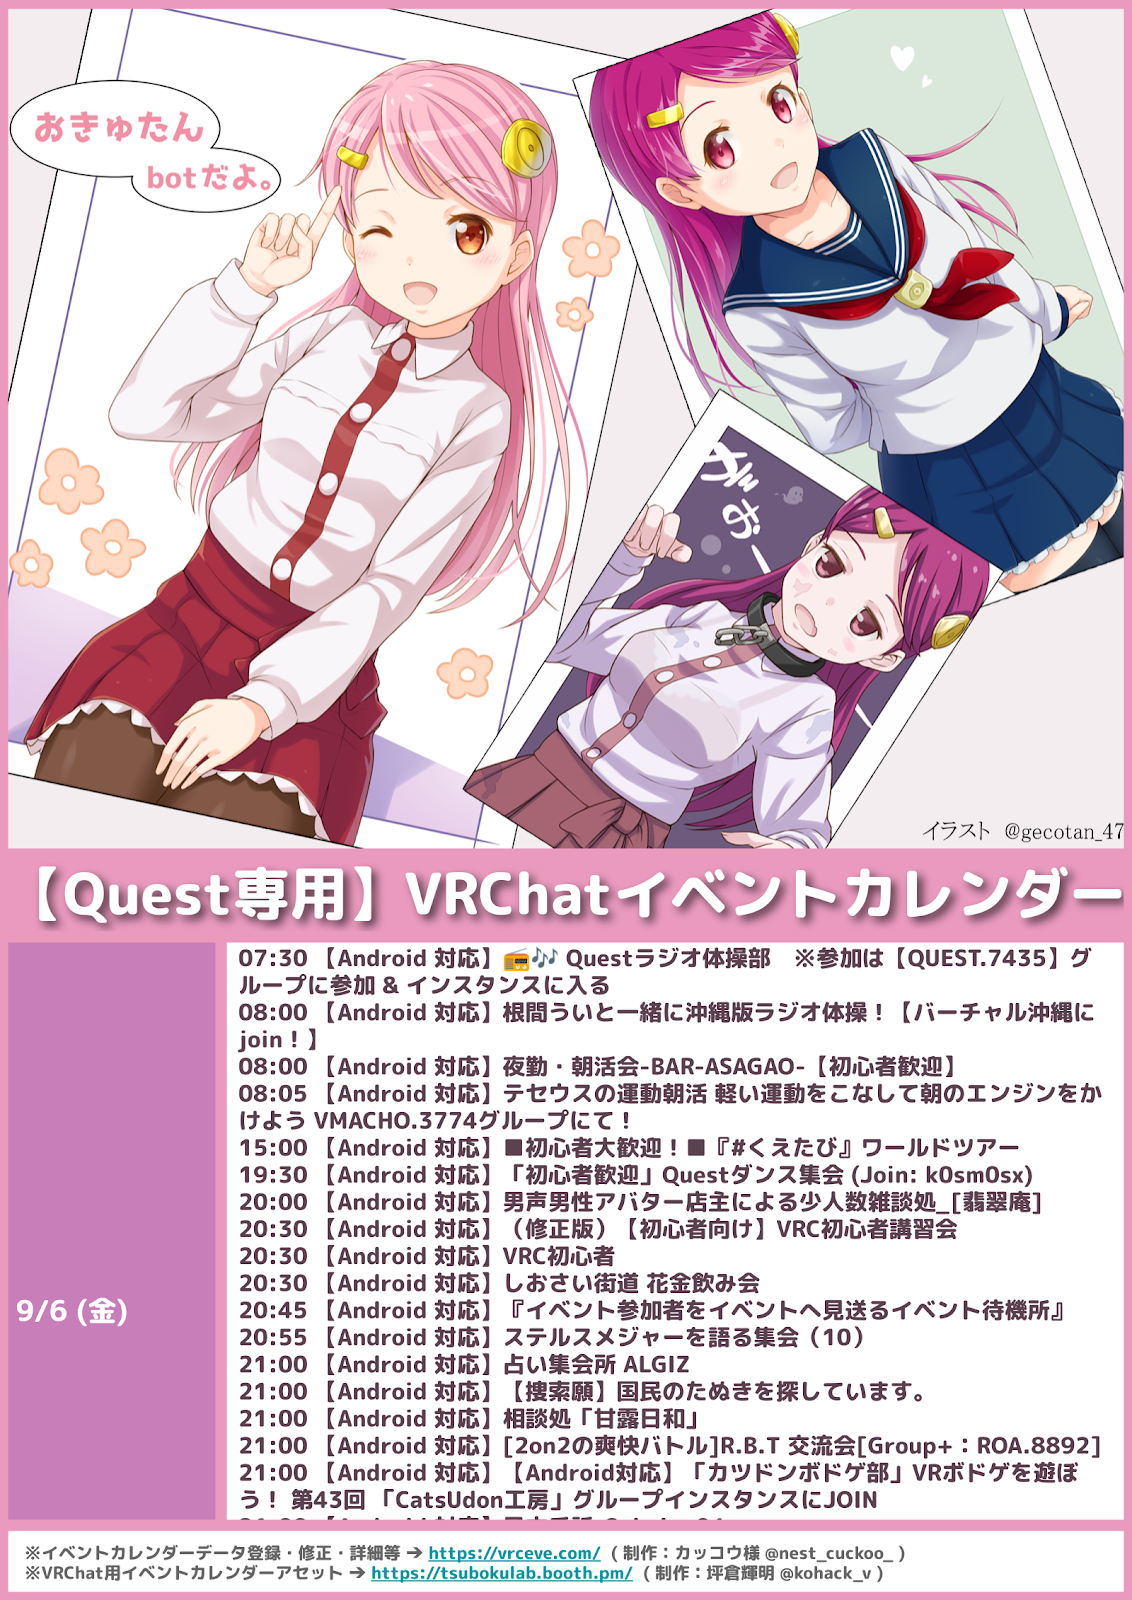 おきゅたん
botだよ。
がおー
イラスト @gecotan_47
【Quest専用】VRChatイベントカレンダー
9/6 (金)
07:30 【Android 対応】📻🎶 Questラジオ体操部　※参加は【QUEST.7435】グ
ループに参加 & インスタンスに入る
08:00 【Android 対応】根間ういと一緒に沖縄版ラジオ体操！【バーチャル沖縄に
join！】
08:00 【Android 対応】夜勤・朝活会-BAR-ASAGAO-【初心者歓迎】
08:05 【Android 対応】テセウスの運動朝活 軽い運動をこなして朝のエンジンをか
けよう VMACHO.3774グループにて！
15:00 【Android 対応】■初心者大歓迎！■『#くえたび』ワールドツアー
19:30 【Android 対応】「初心者歓迎」Questダンス集会 (Join: k0sm0sx)
20:00 【Android 対応】男声男性アバター店主による少人数雑談処_[翡翠庵]
20:30 【Android 対応】（修正版）【初心者向け】VRC初心者講習会
20:30 【Android 対応】VRC初心者
20:30 【Android 対応】しおさい街道 花金飲み会
20:45 【Android 対応】『イベント参加者をイベントへ見送るイベント待機所』
20:55 【Android 対応】ステルスメジャーを語る集会（10）
21:00 【Android 対応】占い集会所 ALGIZ
21:00 【Android 対応】【捜索願】国民のたぬきを探しています。
21:00 【Android 対応】相談処「甘露日和」
21:00 【Android 対応】[2on2の爽快バトル]R.B.T 交流会[Group+：ROA.8892]
21:00 【Android 対応】【Android対応】「カツドンボドゲ部」VRボドゲを遊ぼ
う！ 第43回 「CatsUdon工房」グループインスタンスにJOIN
※イベントカレンダーデータ登録・修正・詳細等 → https://vrceve.com/ （ 制作：カッコウ様 @nest_cuckoo_ ）
※VRChat用イベントカレンダーアセット → https://tsubokulab.booth.pm/ （ 制作：坪倉輝明 @kohack_v ）